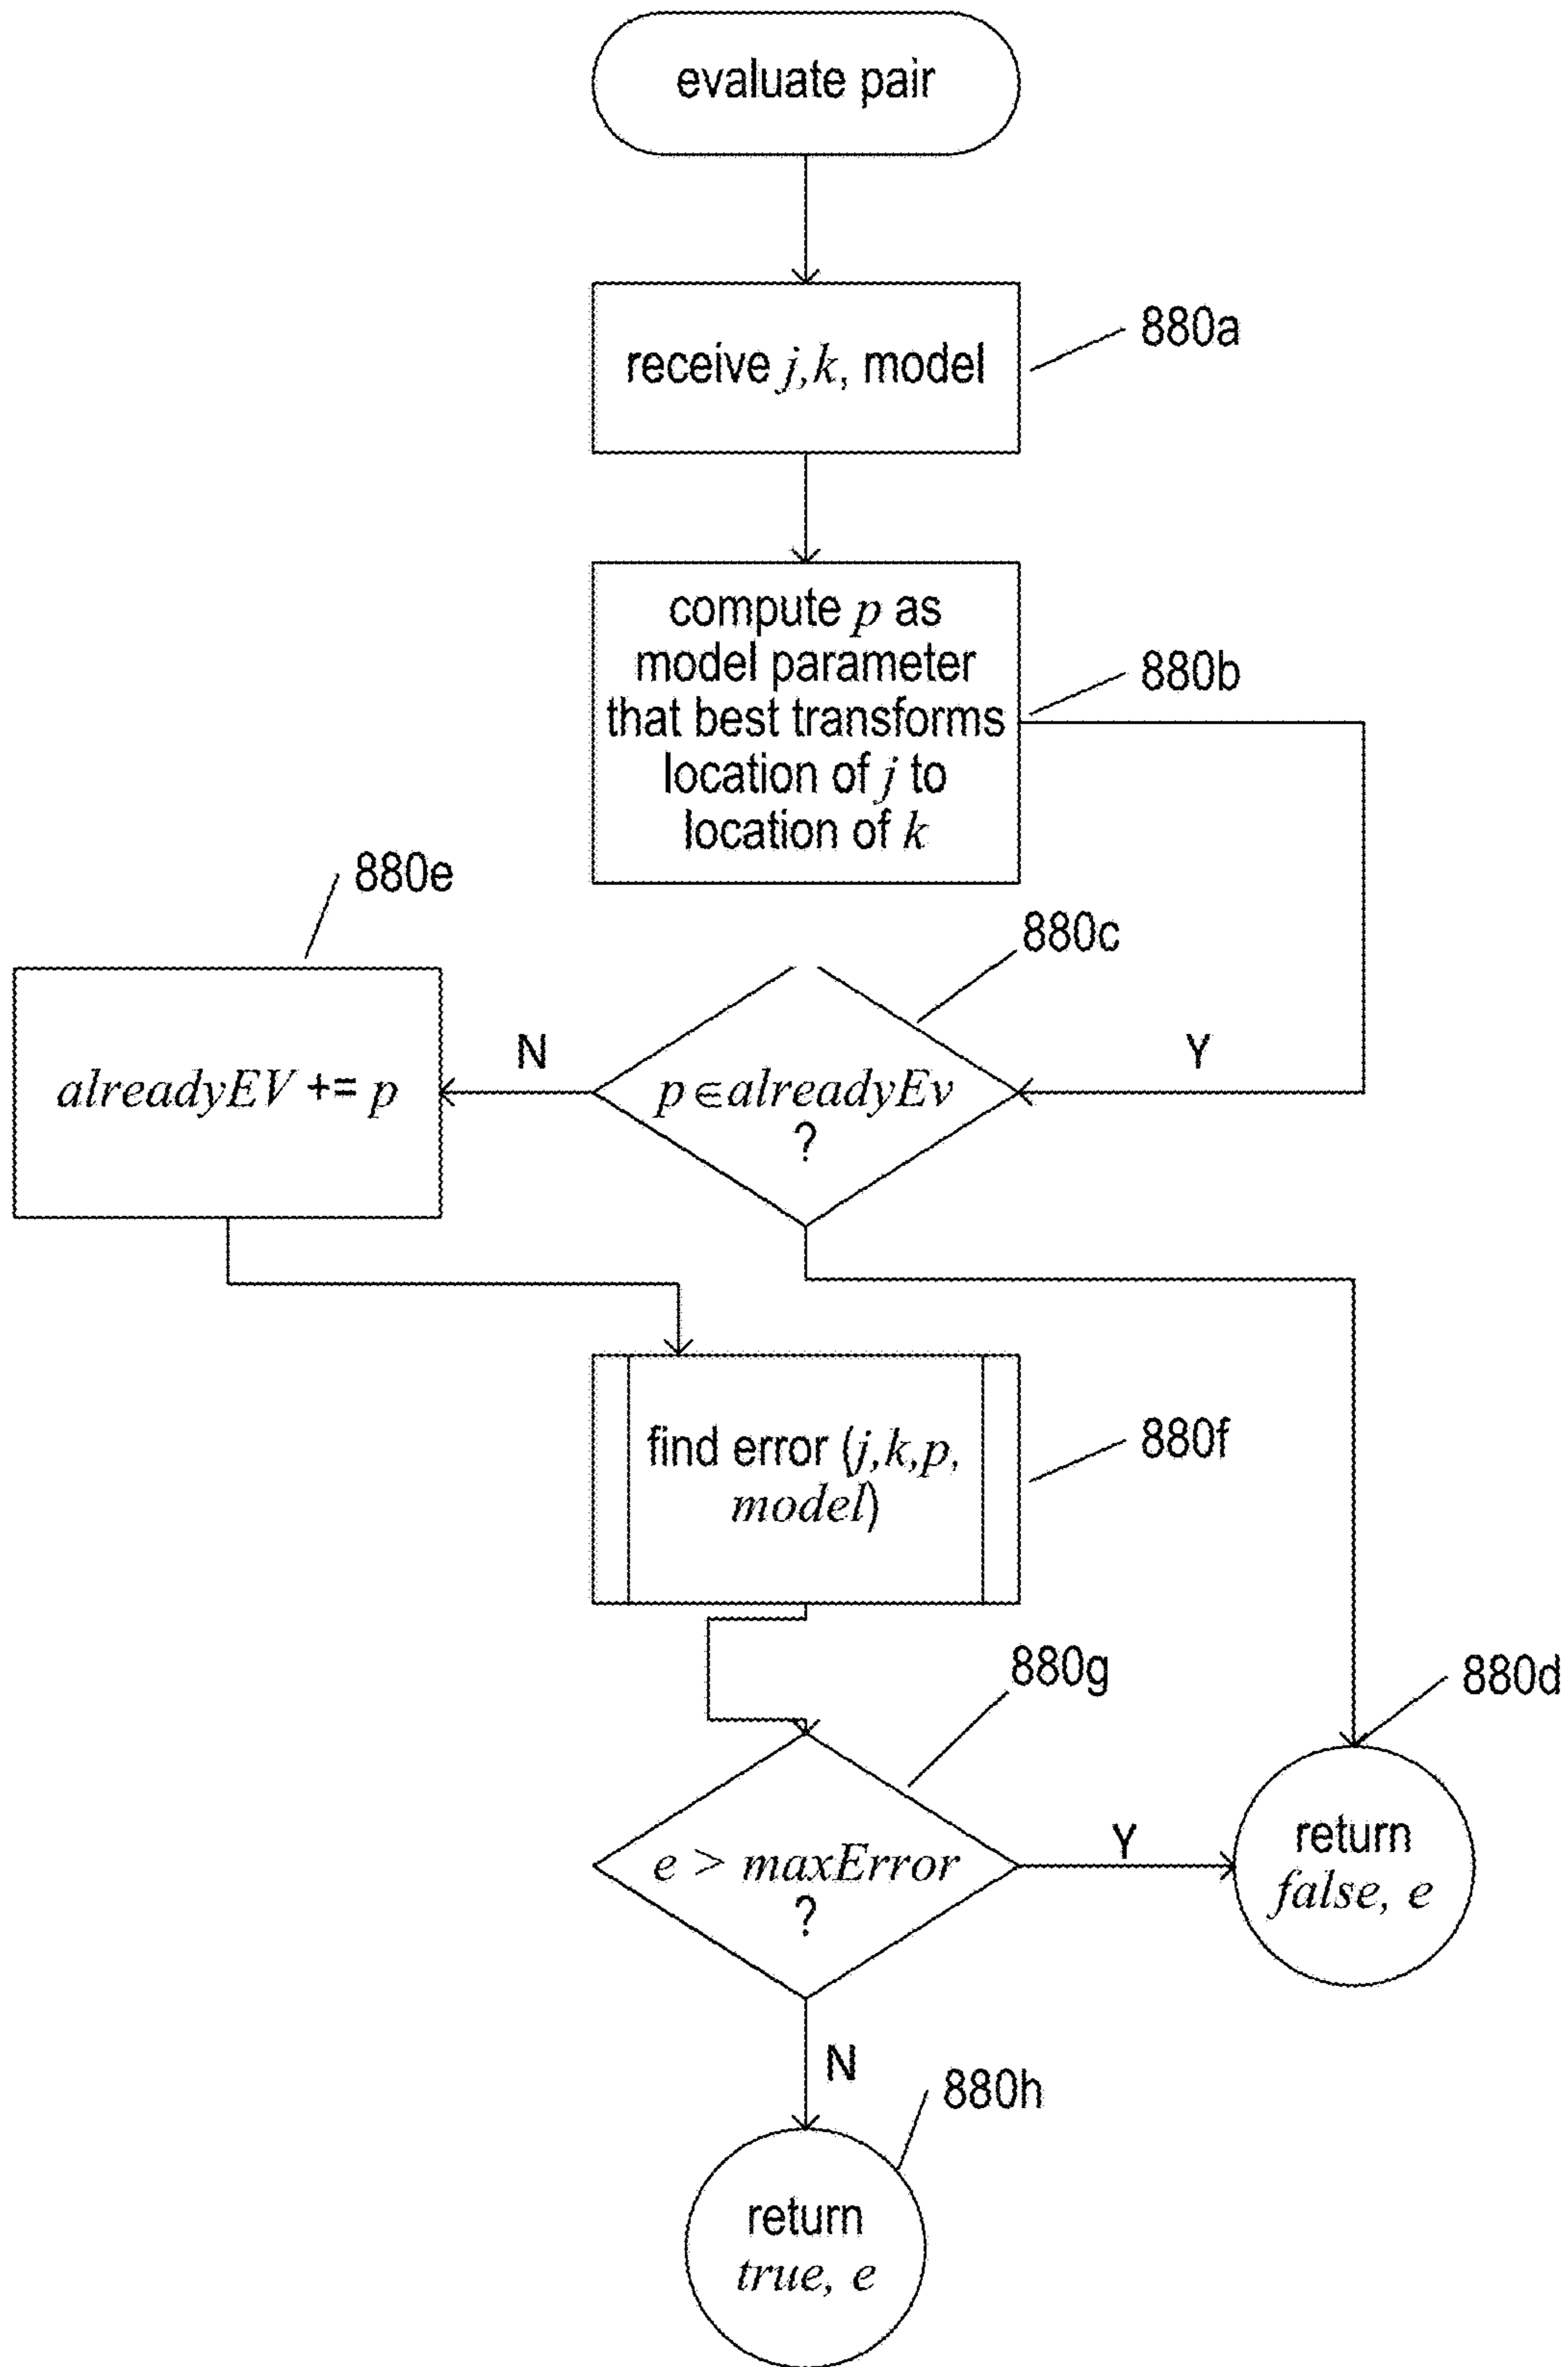 evaluate pair
880a
receive j,k, model
880b
compute p as
model parameter
that best transforms
location of j to
location of k
880e
880c
N
Y
alreadyEV += p
p∈alreadyEv
?
880f
find error (j,k,p,
model)
880g
880d
e > maxError
?
Y
return
false, e
N
880h
return
true, e